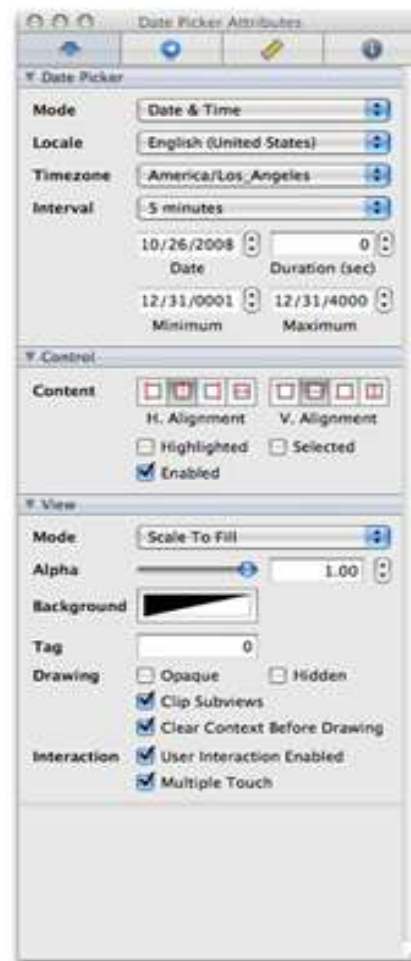 Date Picker Attributes
Date Picker
Mode Date & Time
Locale English (United States)
Timezone America/Los_Angeles
Interval 5 minutes
10/26/2008 0
Date Duration (sec)
12/31/0001 12/31/4000
Minimum Maximum
Control
Content
H. Alignment V. Alignment
Highlighted Selected
Enabled
View
Mode Scale To Fill
Alpha 1.00
Background
Tag 0
Drawing Opaque Hidden
Clip Subviews
Clear Context Before Drawing
Interaction User Interaction Enabled
Multiple Touch